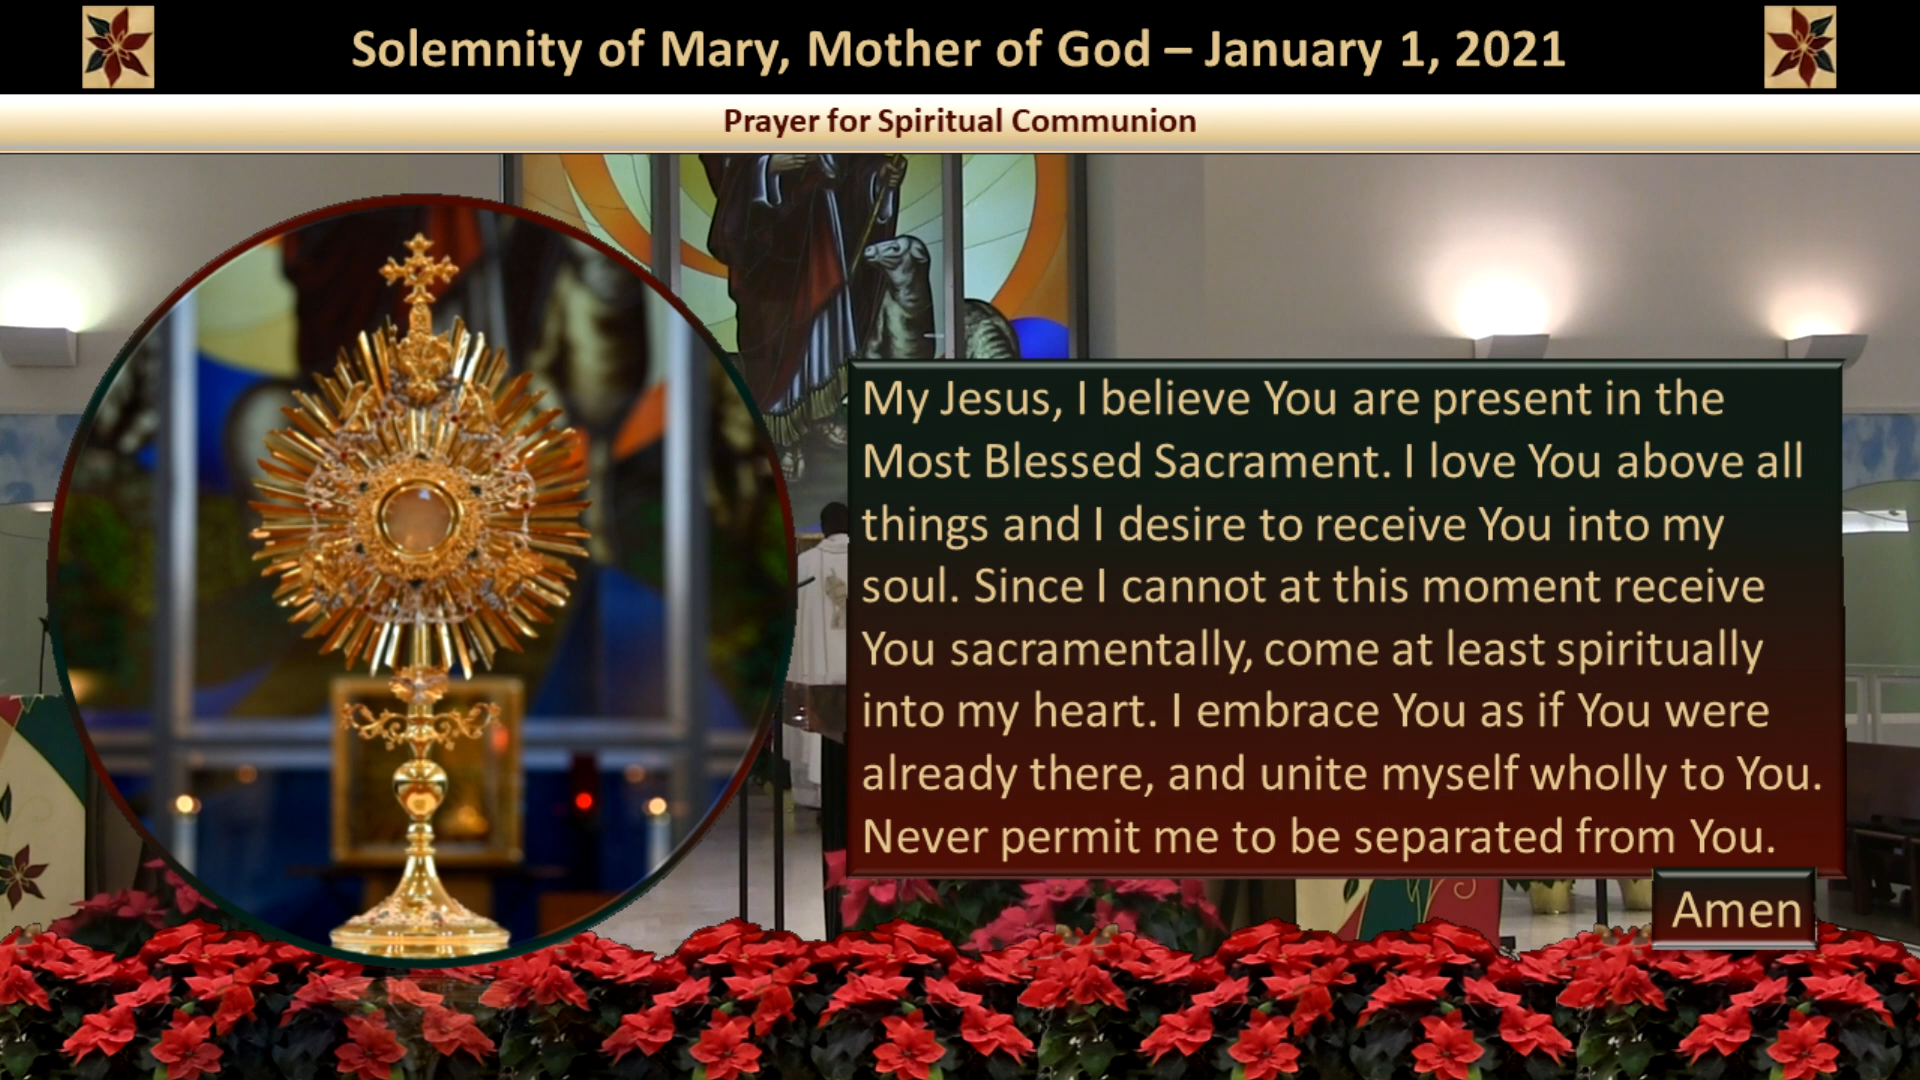 Solemnity of Mary, Mother of God – January 1, 2021
Prayer for Spiritual Communion
My Jesus, I believe You are present in the
Most Blessed Sacrament. I love You above all
things and I desire to receive You into my
soul. Since I cannot at this moment receive
You sacramentally, come at least spiritually
into my heart. I embrace You as if You were
already there, and unite myself wholly to You.
Never permit me to be separated from You.
Amen